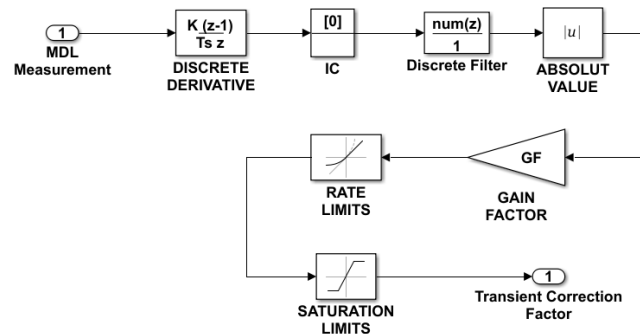 1
MDL
Measurement
K (z-1)
Ts z
DISCRETE
DERIVATIVE
[0]
IC
num(z)
1
Discrete Filter
|u|
ABSOLUT
VALUE
GF
GAIN
FACTOR
RATE
LIMITS
SATURATION
LIMITS
1
Transient Correction
Factor